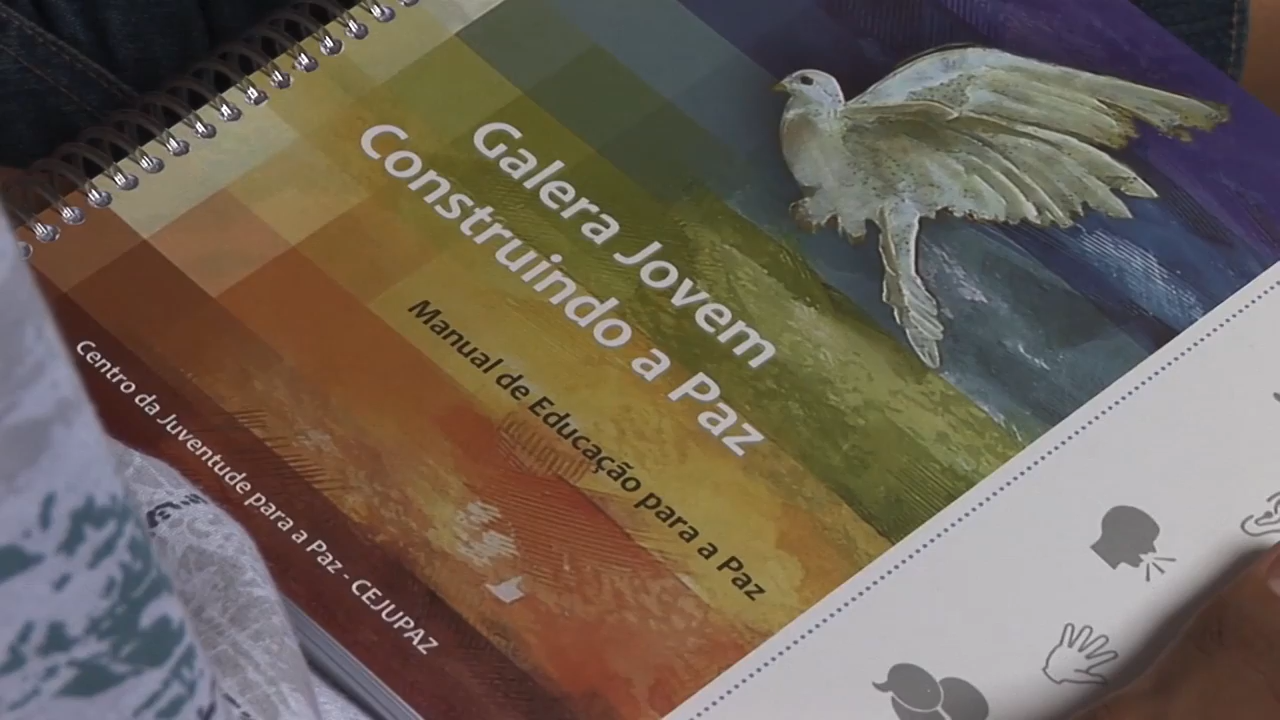 Galera Jovem
Construindo a Paz
Manual de Educação para a Paz
Centro da Juventude para a Paz - CEJUPAZ